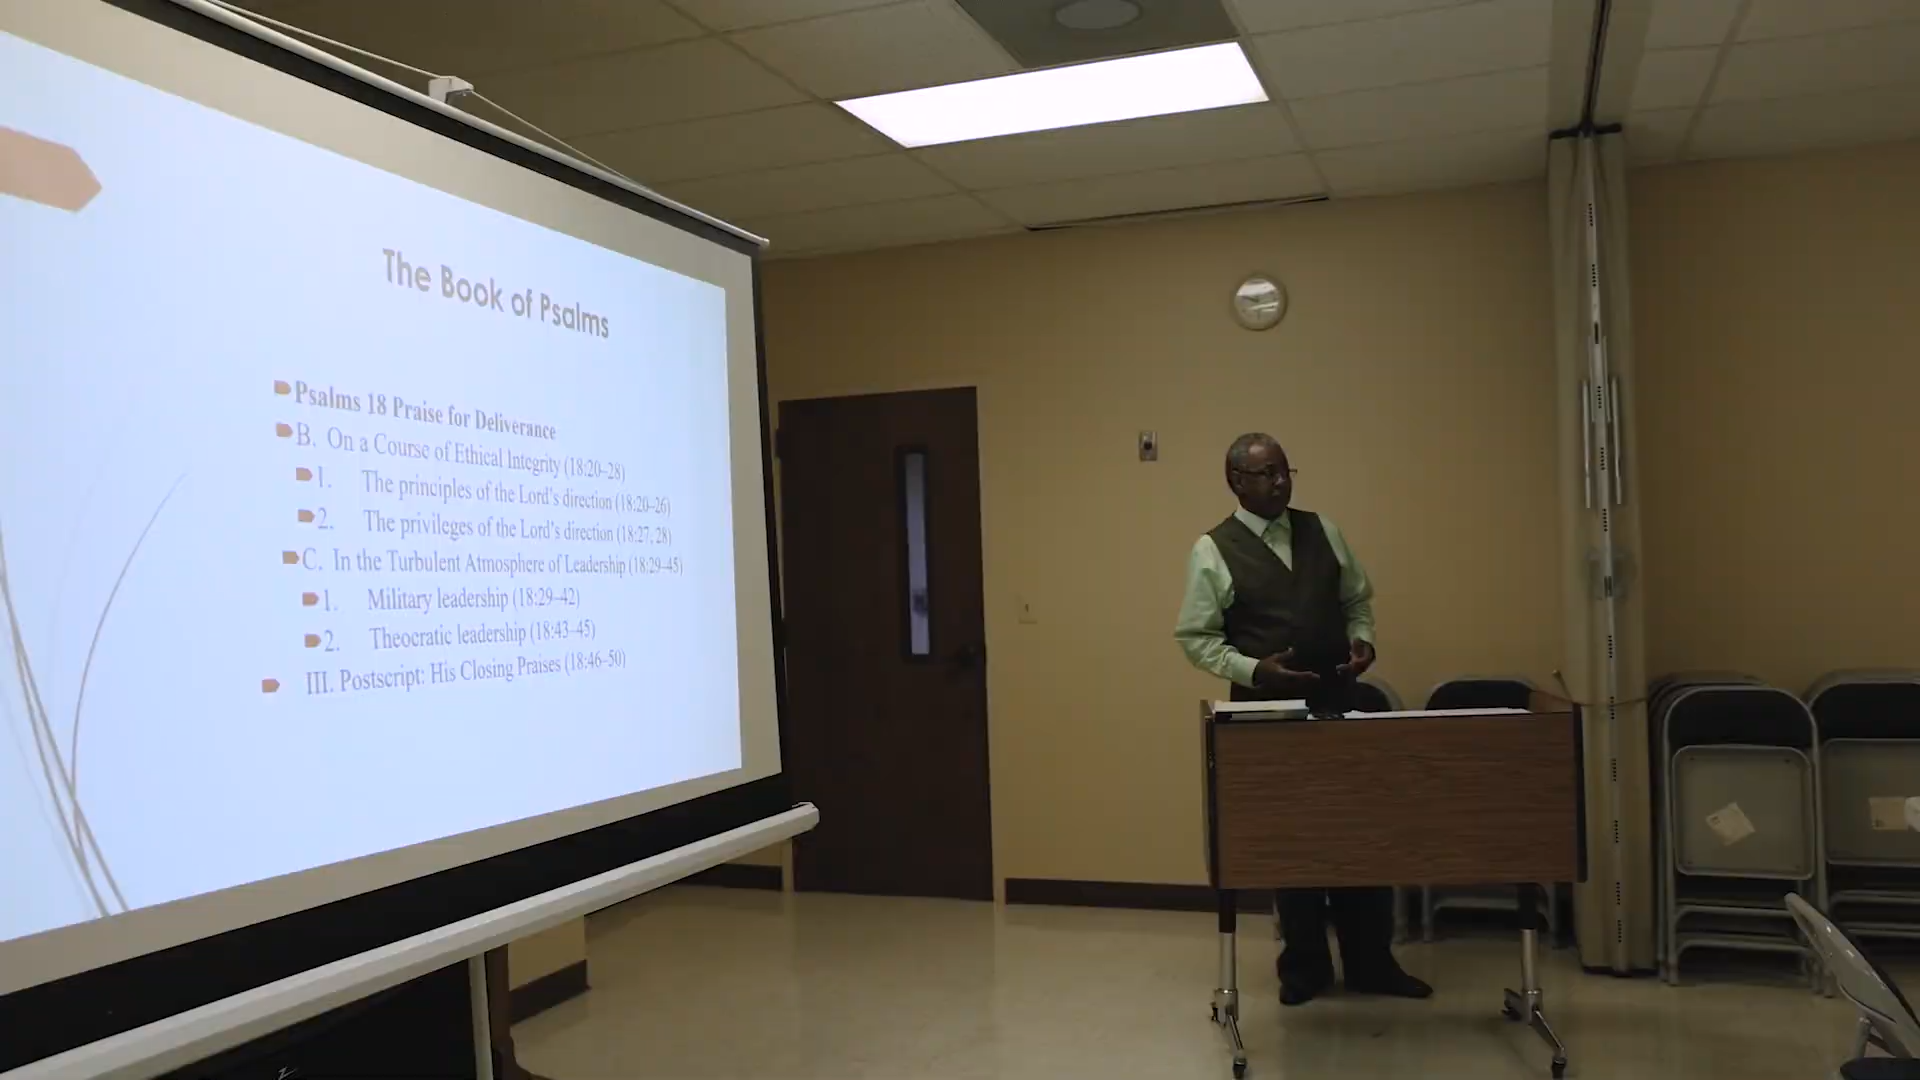 The Book of Psalms
Psalms 18 Praise for Deliverance
B. On a Course of Ethical Integrity (18:20–28)
1. The principles of the Lord's direction (18:20–26)
2. The privileges of the Lord's direction (18:27, 28)
C. In the Turbulent Atmosphere of Leadership (18:29–45)
1. Military leadership (18:29–42)
2. Theocratic leadership (18:43–45)
III. Postscript: His Closing Praises (18:46–50)